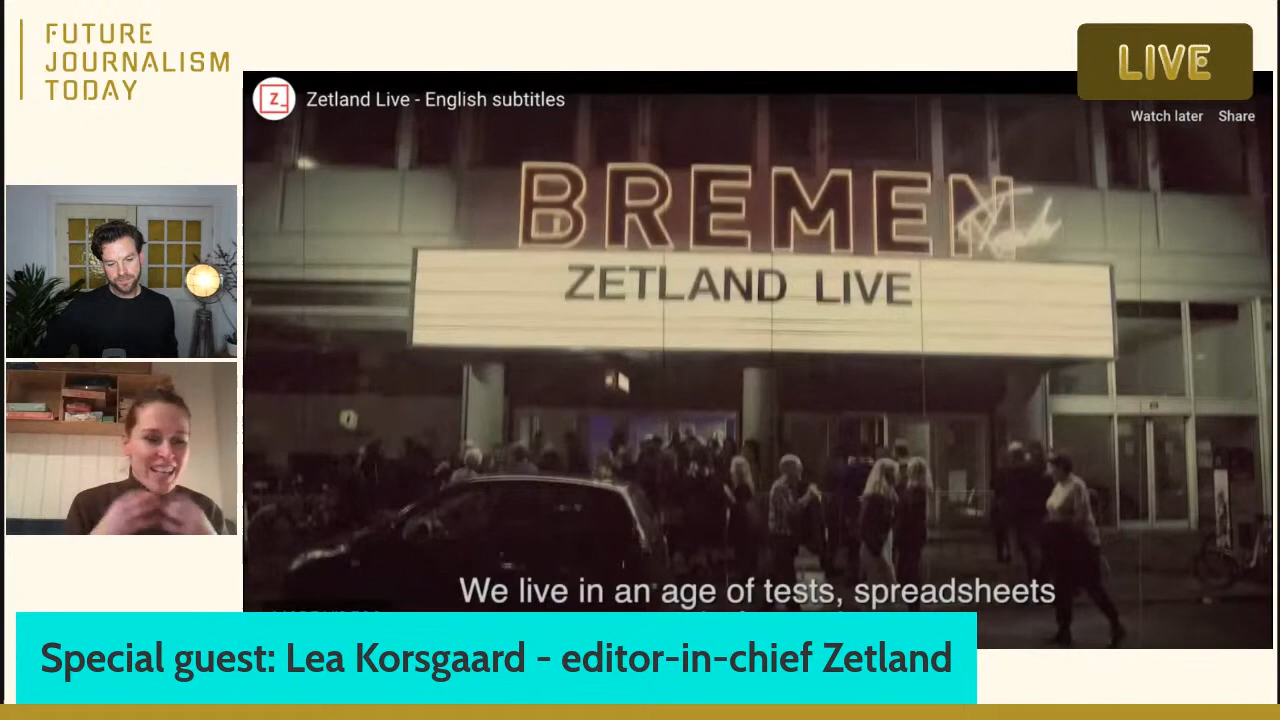 FUTURE
JOURNALISM
TODAY
LIVE
Z
Zetland Live - English subtitles
Watch later
Share
BREMEN
ZETLAND LIVE
We live in an age of tests, spreadsheets
Special guest: Lea Korsgaard - editor-in-chief Zetland